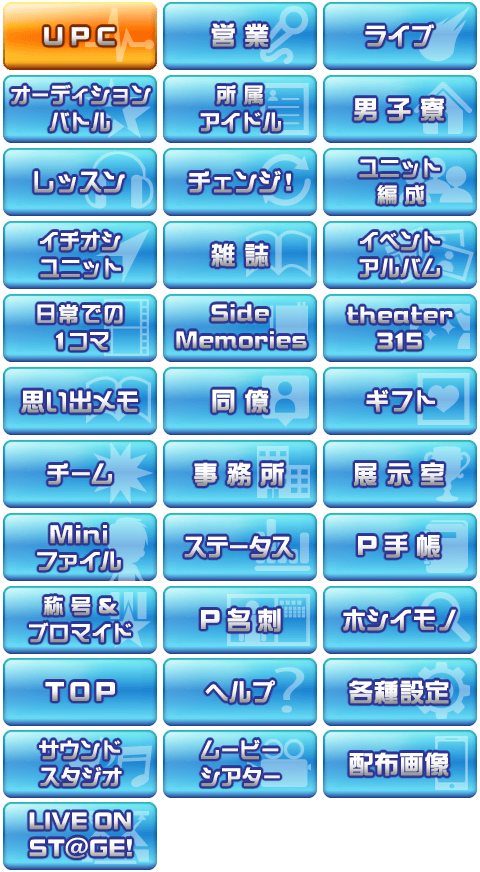 UPC
営業
ライブ
オーディション
バトル
所属
アイドル
男子寮
レッスン
チェンジ!
ユニット
編成
イチオシ
ユニット
雑誌
イベント
アルバム
日常での
1コマ
Side
Memories
theater
315
思い出メモ
同僚
ギフト
チーム
事務所
展示室
Mini
ファイル
ステータス
P手帳
称号&
ブロマイド
P名刺
ホシイモノ
TOP
ヘルプ
各種設定
サウンド
スタジオ
ムービー
シアター
配布画像
LIVE ON
ST@GE!